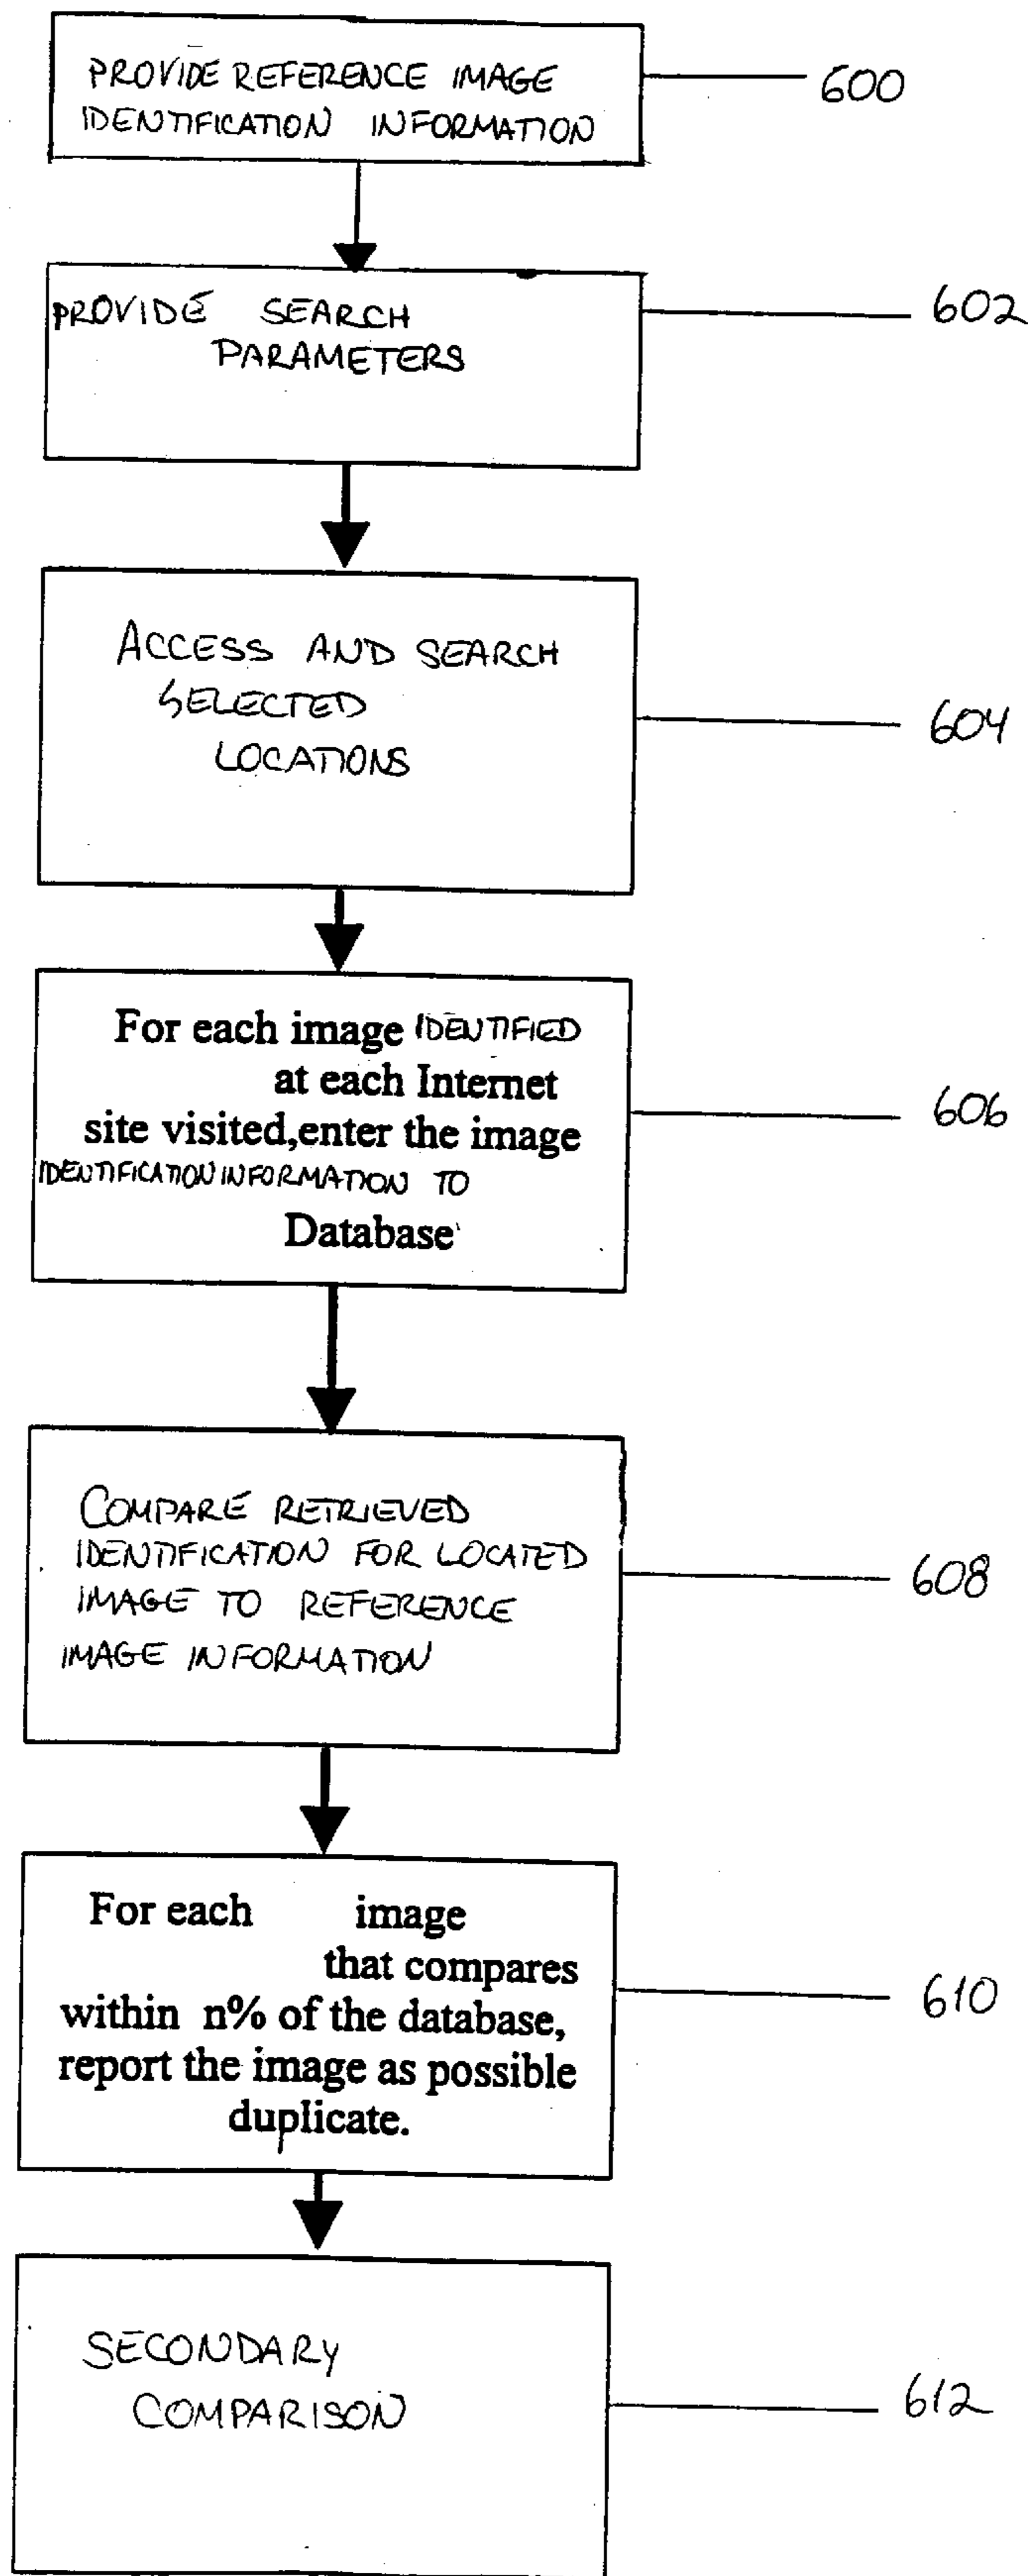 PROVIDE REFERENCE IMAGE
IDENTIFICATION INFORMATION
600
PROVIDE SEARCH
PARAMETERS
602
ACCESS AND SEARCH
SELECTED
LOCATIONS
604
For each image IDENTIFIED
at each Internet
site visited,enter the image
IDENTIFICATION INFORMATION TO
Database
606
COMPARE RETRIEVED
IDENTIFICATION FOR LOCATED
IMAGE TO REFERENCE
IMAGE INFORMATION
608
For each image
that compares
within n% of the database,
report the image as possible
duplicate.
610
SECONDARY
COMPARISON
612